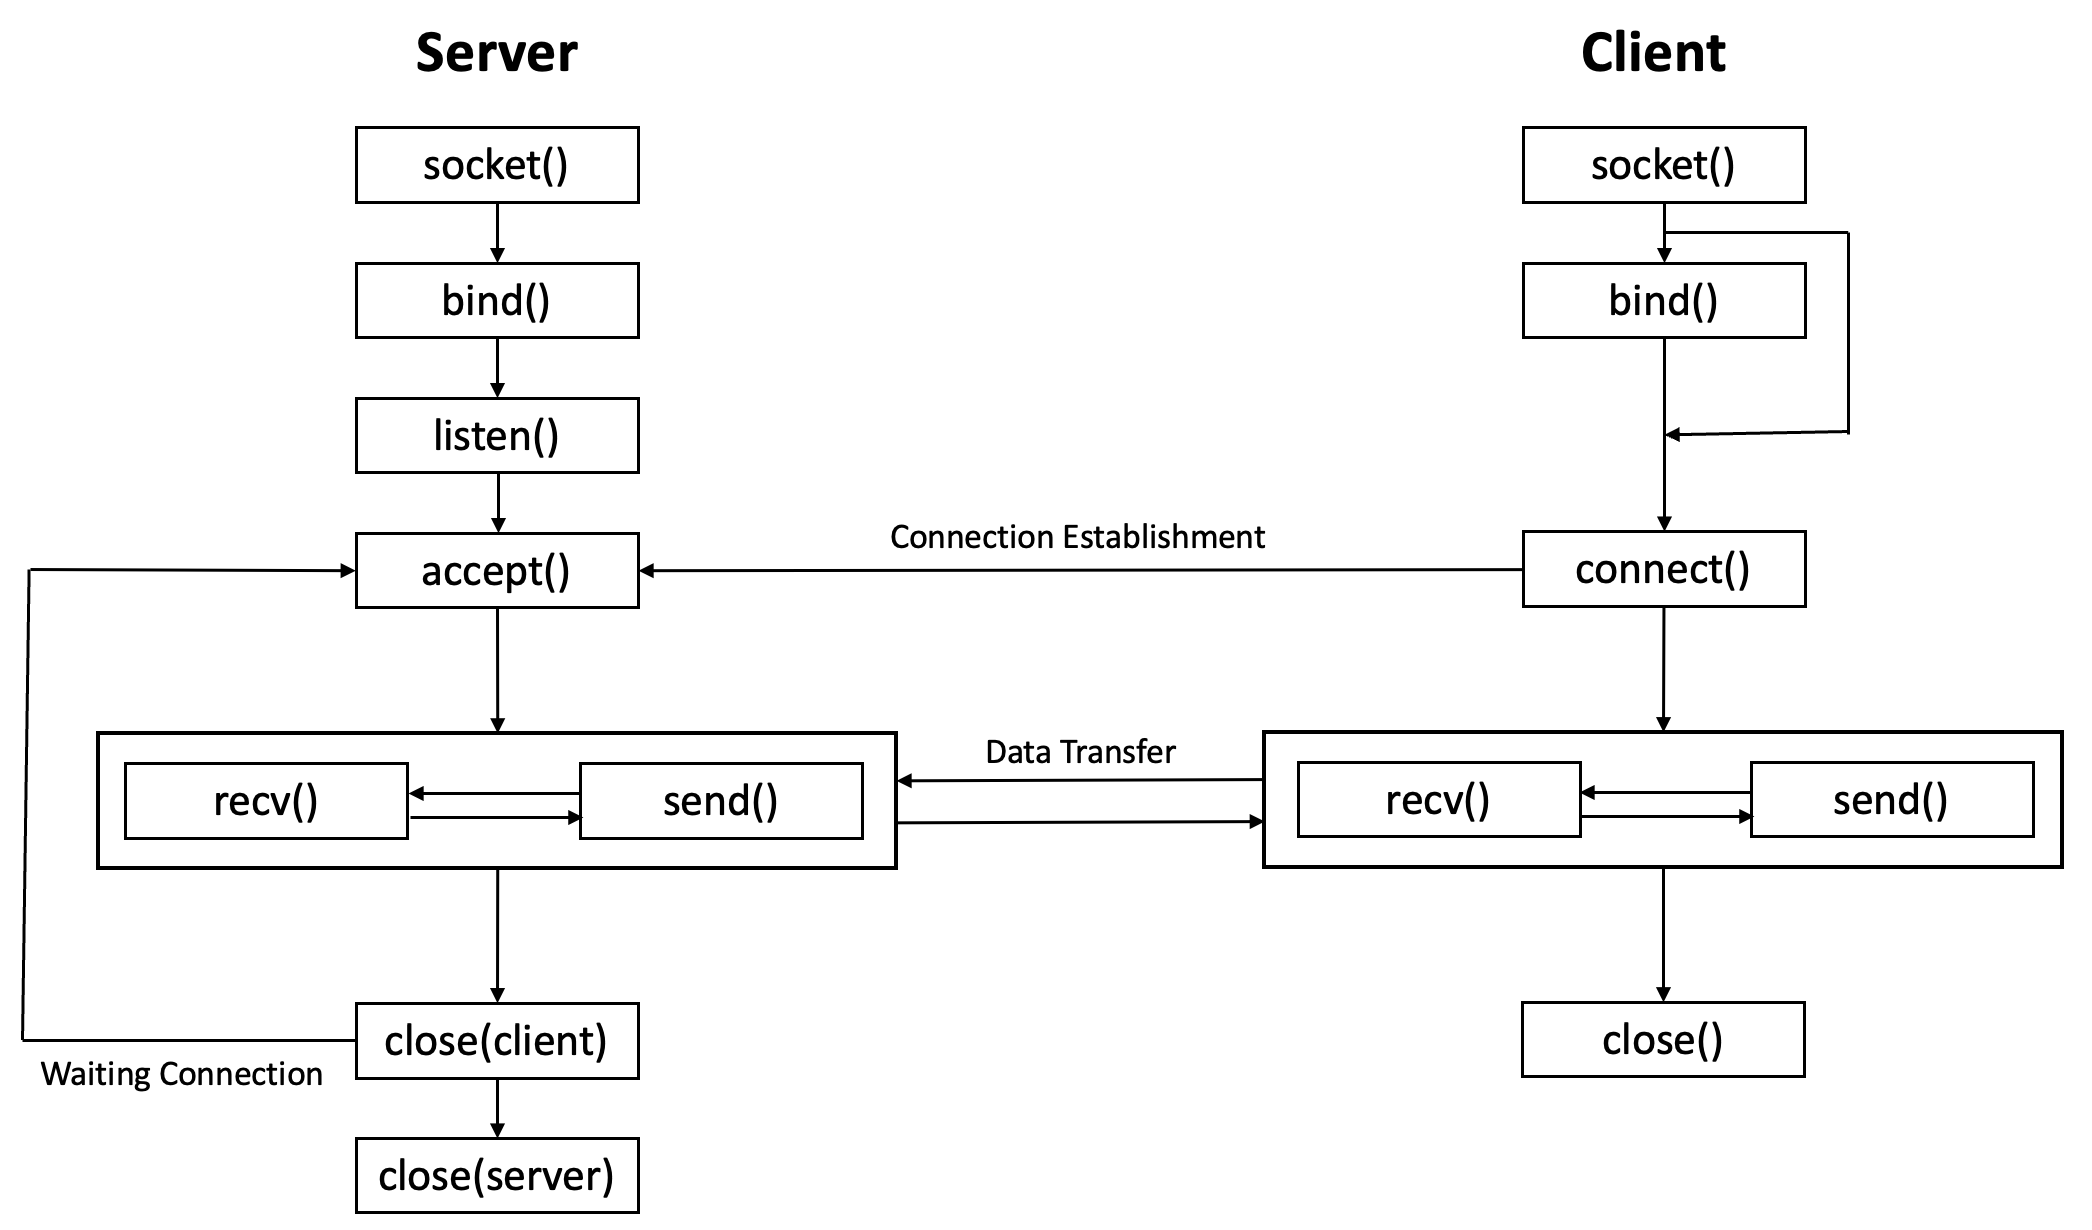 Server
Client
socket()
socket()
bind()
bind()
listen()
accept()
Connection Establishment
connect()
recv()
send()
Data Transfer
recv()
send()
close(client)
Waiting Connection
close()
close(server)